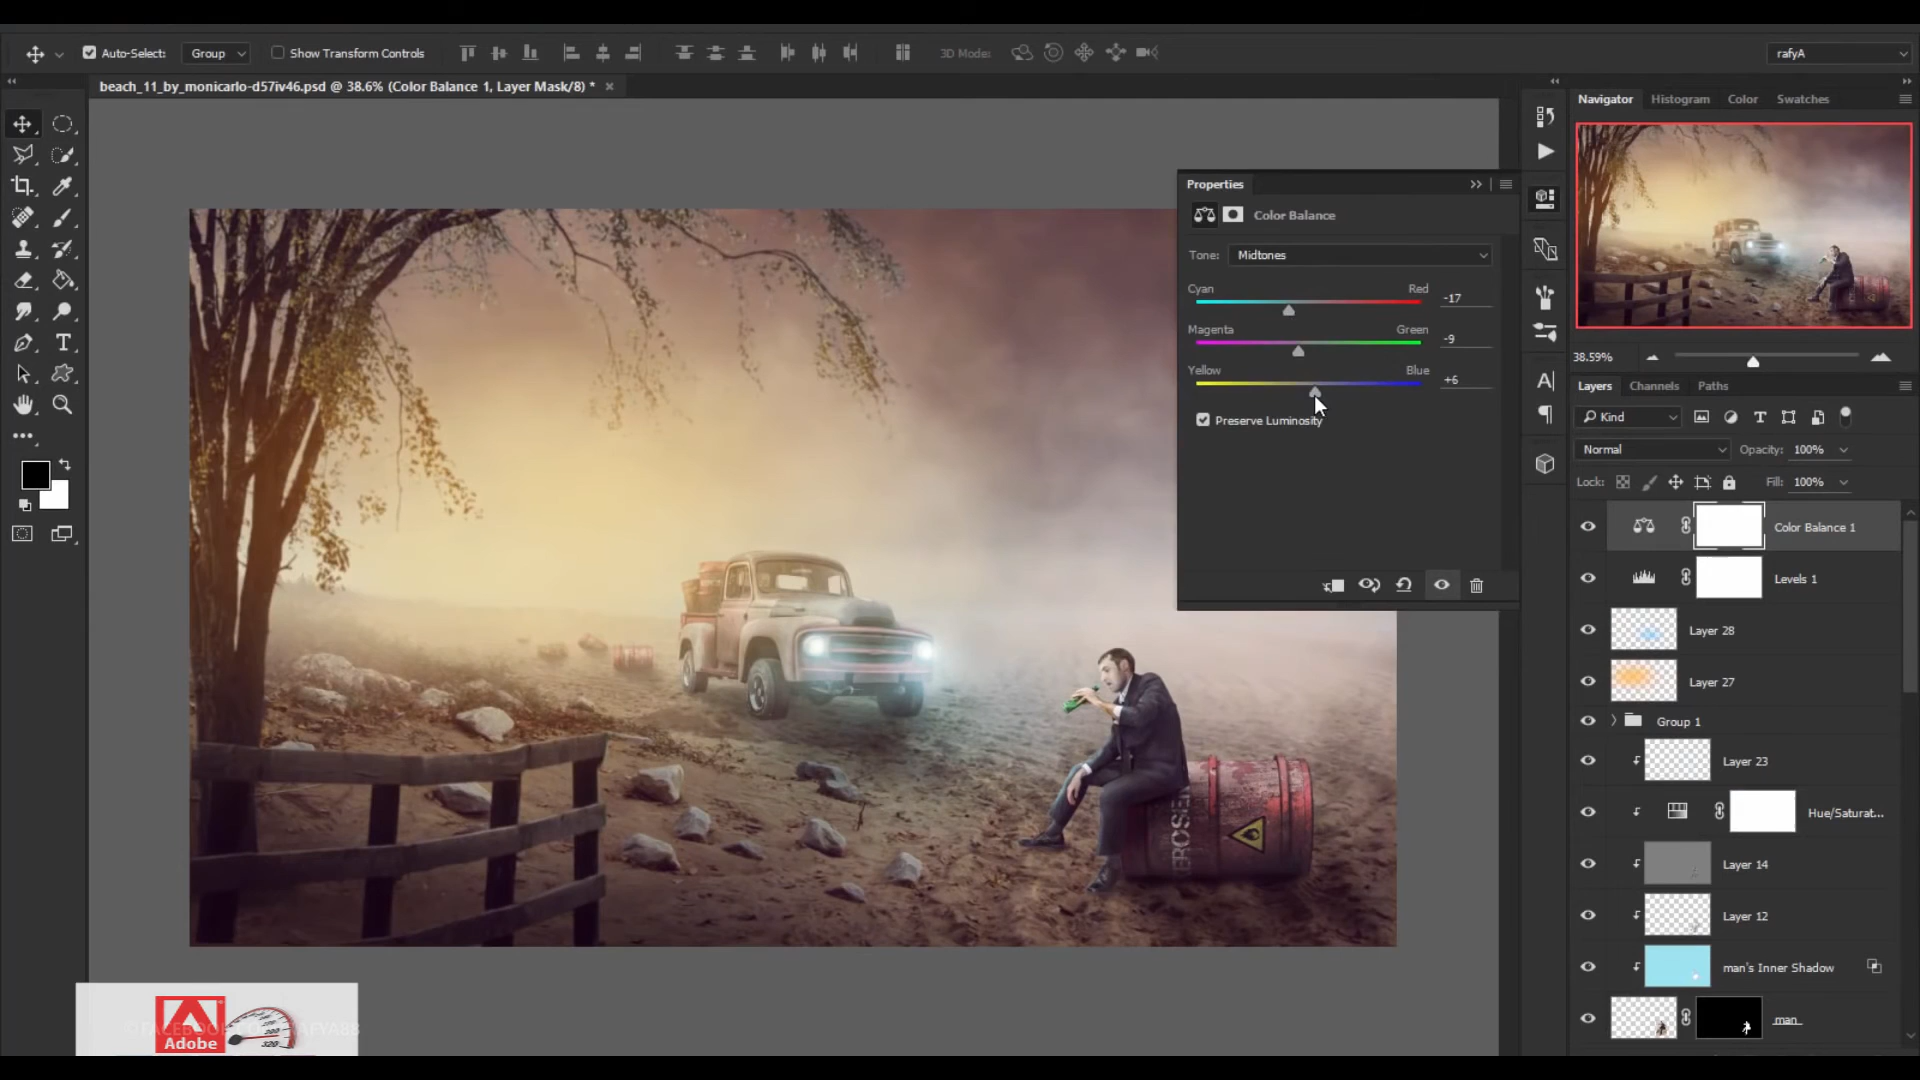 Auto-Select: Group Show Transform Controls 3D Mode: rafyA
beach_11_by_monicarlo-d57iv46.psd @ 38.6% (Color Balance 1, Layer Mask/8) * ×
Navigator Histogram Color Swatches
Properties
Color Balance
Tone: Midtones
Cyan Red -17
Magenta Green -9
Yellow Blue +6
Preserve Luminosity
38.59%
Layers Channels Paths
Kind
Normal Opacity: 100%
Lock: Fill: 100%
Color Balance 1
Levels 1
Layer 28
Layer 27
Group 1
Layer 23
Hue/Saturat...
Layer 14
Layer 12
man's Inner Shadow
man
Adobe
320